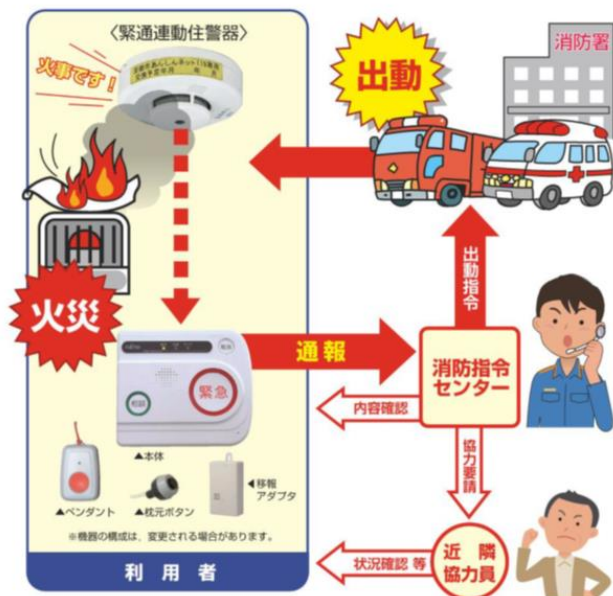 〈緊通連動住警器〉
火事です!
出動
消防署
火災
出動指令
通報
消防指令
センター
内容確認
緊急
相談
▲本体
◀移報
アダプタ
▲ペンダント
▲枕元ボタン
※機器の構成は、変更される場合があります。
協力要請
利用者
状況確認 等
近隣
協力員